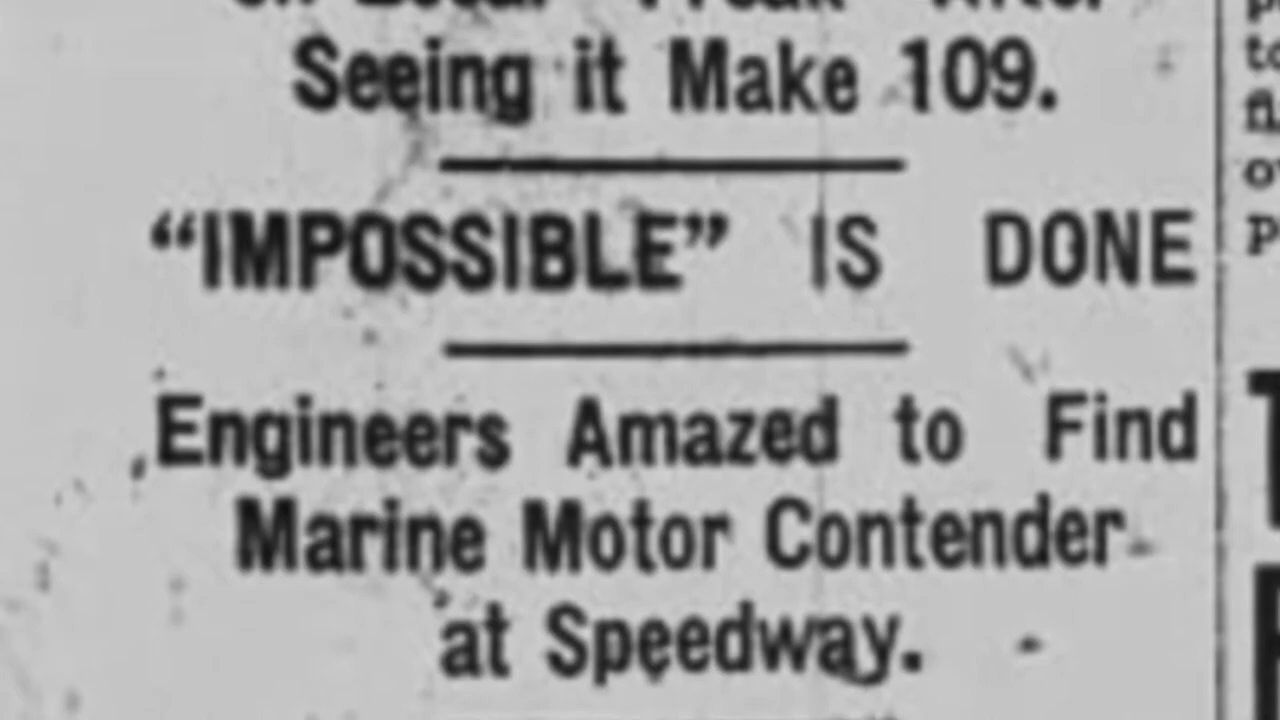 Seeing it Make 109.
"IMPOSSIBLE" IS DONE
Engineers Amazed to Find
Marine Motor Contender
at Speedway.